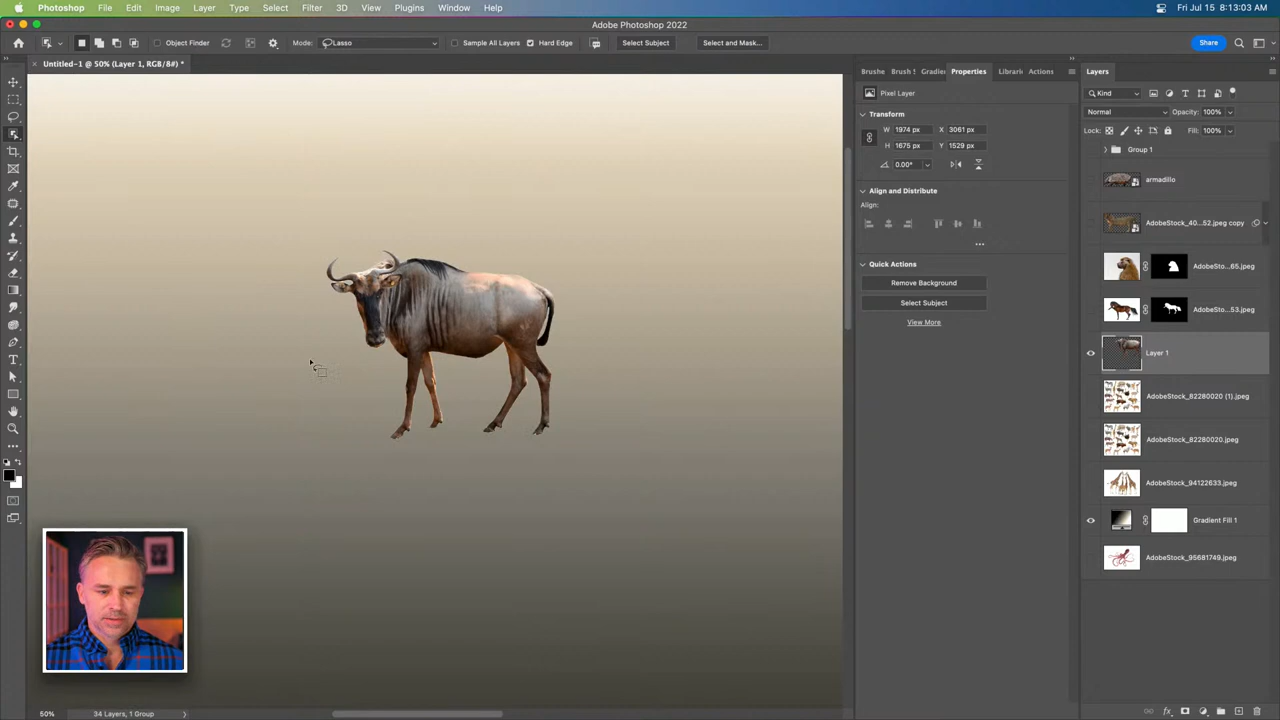 Photoshop File Edit Image Layer Type Select Filter 3D View Plugins Window Help Fri Jul 15 8:13:03 AM
Adobe Photoshop 2022
Object Finder Mode: Lasso Sample All Layers Hard Edge Select Subject Select and Mask... Share
Untitled-1 @ 50% (Layer 1, RGB/8#) *
Brushe Brush S Gradie Properties Librari Actions Layers
Pixel Layer
Kind
Transform
Normal Opacity: 100%
W 1974 px X 3061 px
Lock: Fill: 100%
H 1675 px Y 1529 px
Group 1
0.00°
armadillo
Align and Distribute
Align:
AdobeStock_40...52.jpeg copy
Quick Actions
AdobeSto...65.jpeg
Remove Background
Select Subject
AdobeSto...53.jpeg
View More
Layer 1
AdobeStock_82280020 (1).jpeg
AdobeStock_82280020.jpeg
AdobeStock_94122633.jpeg
Gradient Fill 1
AdobeStock_95681749.jpeg
50% 34 Layers, 1 Group
fx